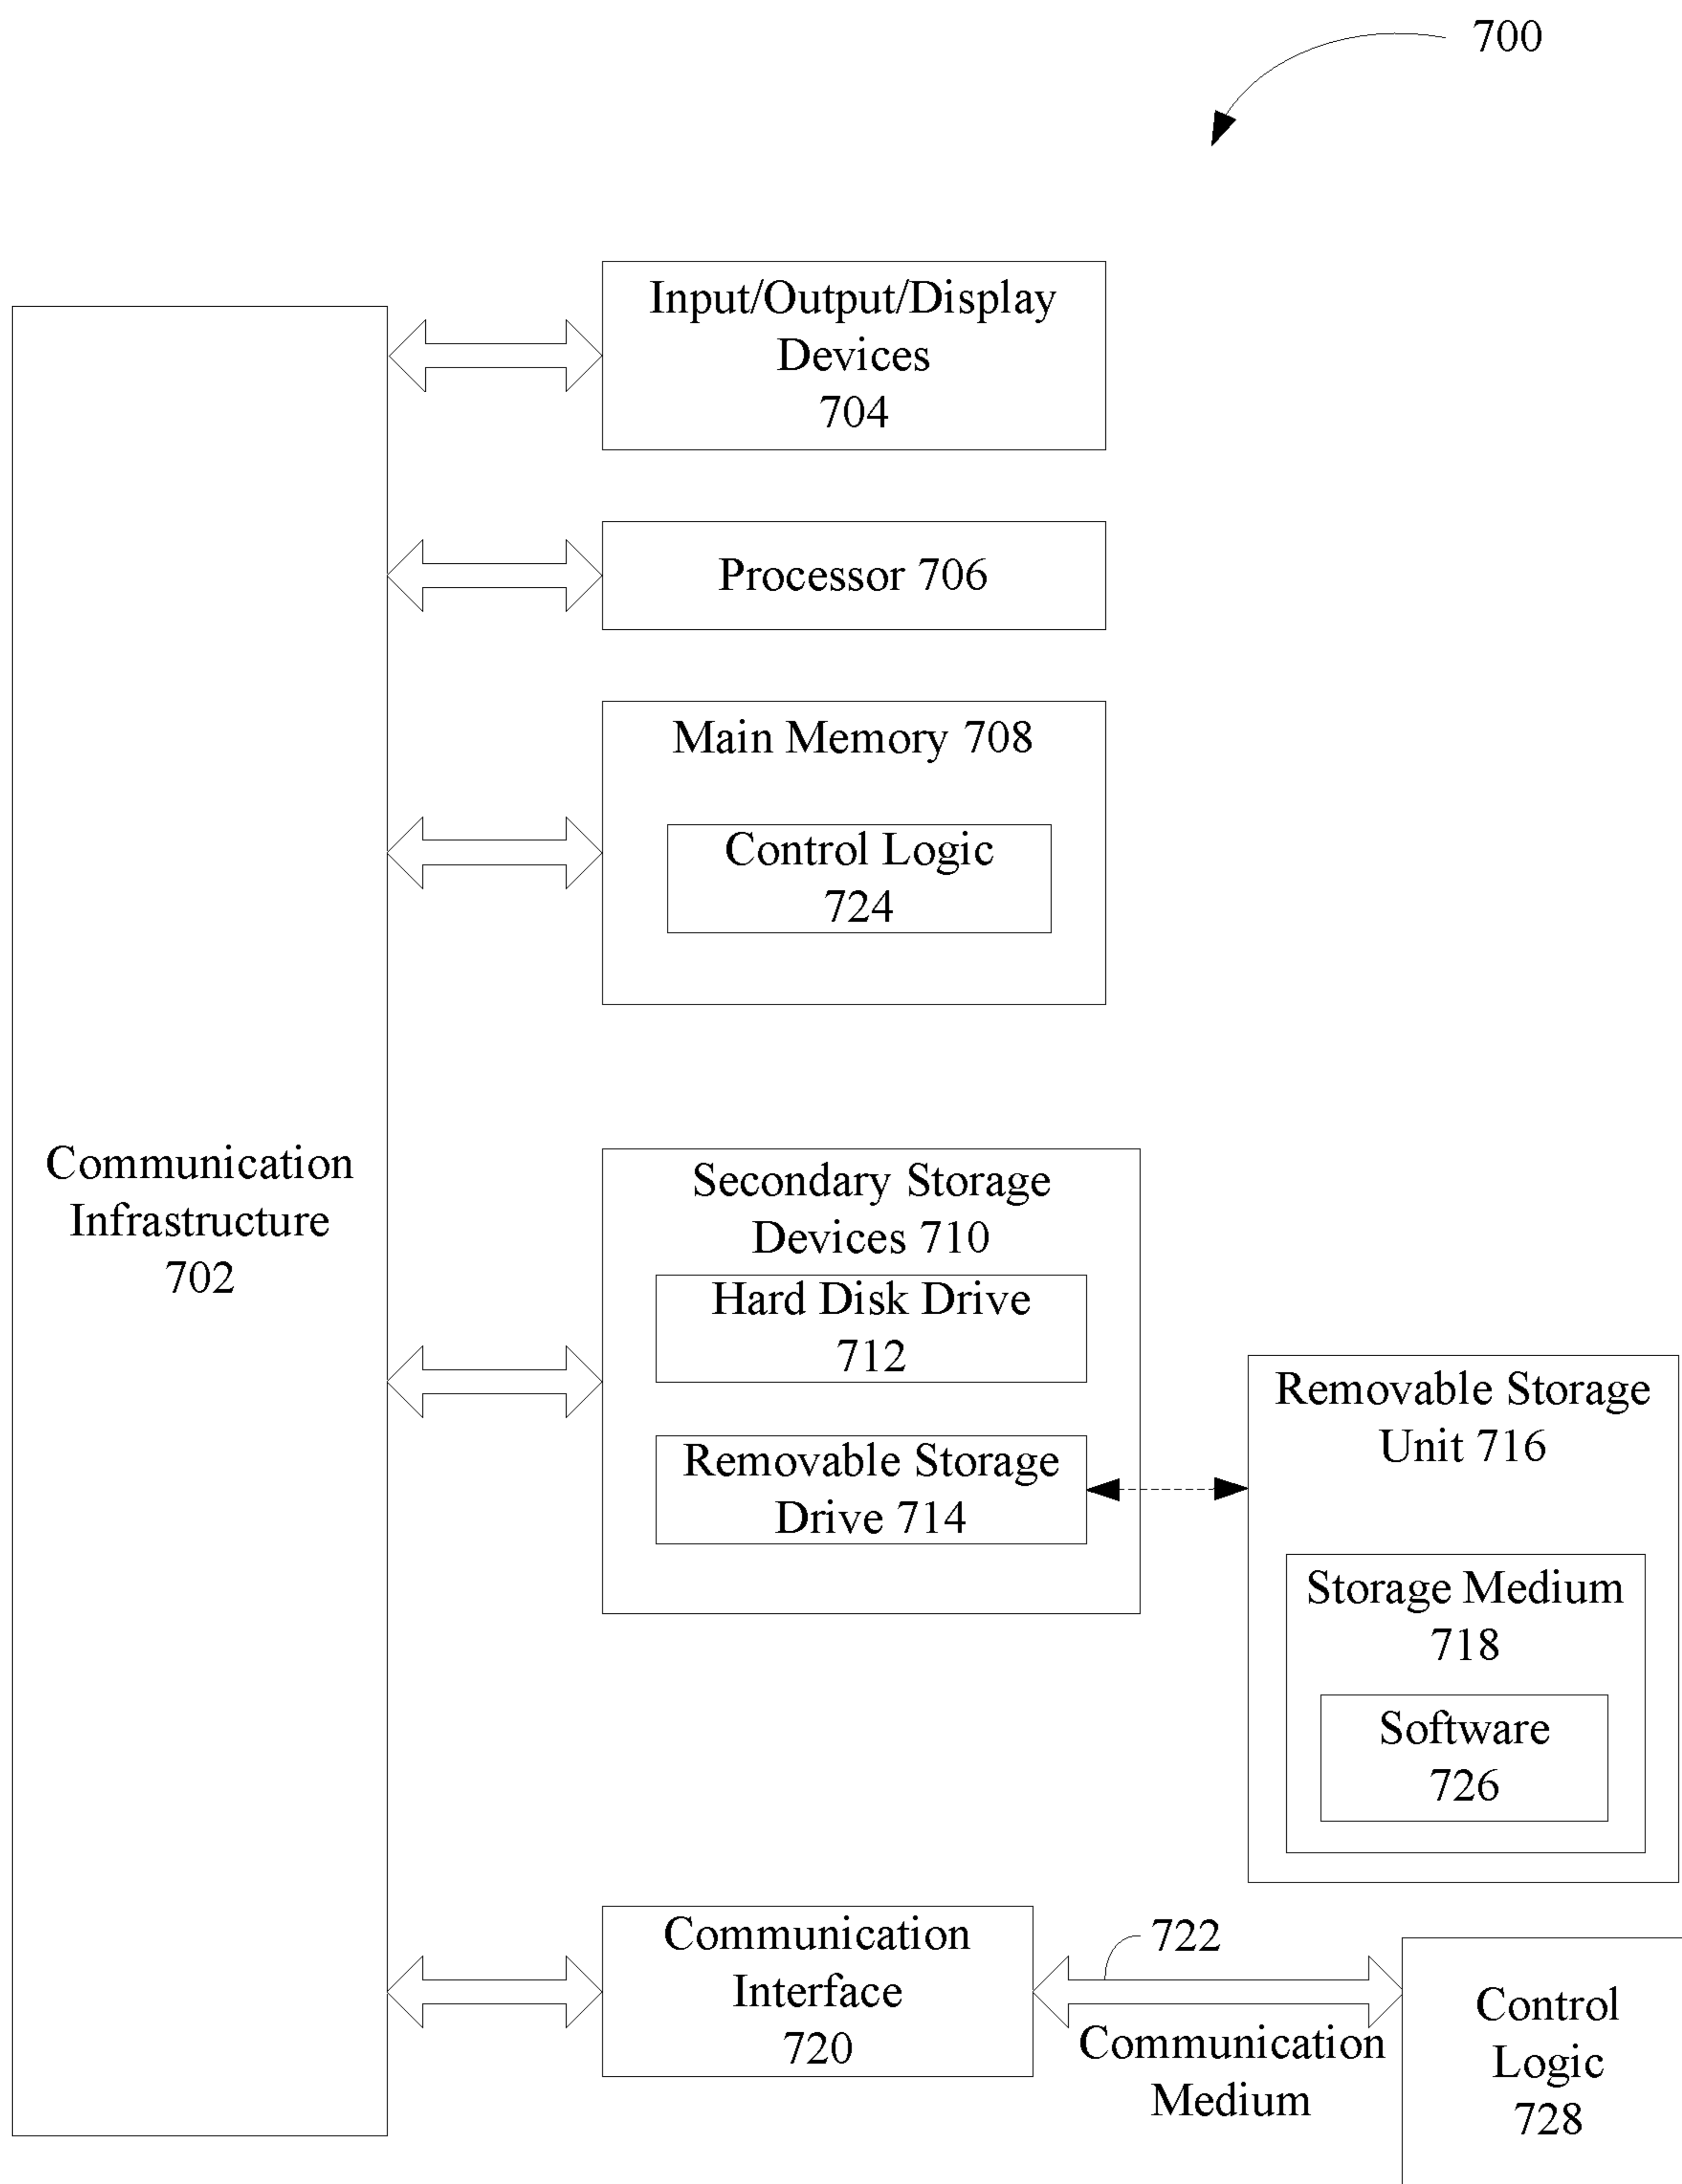 700
Input/Output/Display
Devices
704
Processor 706
Main Memory 708
Control Logic
724
Communication
Infrastructure
702
Secondary Storage
Devices 710
Hard Disk Drive
712
Removable Storage
Drive 714
Removable Storage
Unit 716
Storage Medium
718
Software
726
Communication
Interface
720
722
Communication
Medium
Control
Logic
728